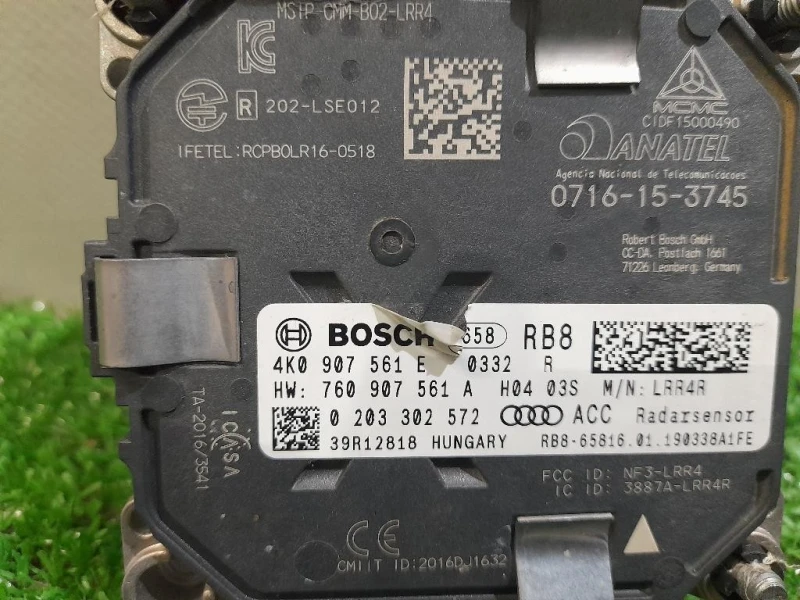 MSIP-CMM-B02-LRR4
R 202-LSE012
IFETEL:RCPBOLR16-0518
MCMC
CIDF15000490
ANATEL
Agencia Nacional de Telecomunicacoes
0716-15-3745
Robert Bosch GmbH
CC-DA, Postfach 1661
71226 Leonberg, Germany
BOSCH 658 RB8
4K0 907 561 E 0332 R
HW: 760 907 561 A H04 03S M/N: LRR4R
0 203 302 572 ACC Radarsensor
39R12818 HUNGARY RB8-65816.01.190338A1FE
TA-2016/3541
ICASA
FCC ID: NF3-LRR4
IC ID: 3887A-LRR4R
CE
CMIIT ID:2016DJ1632